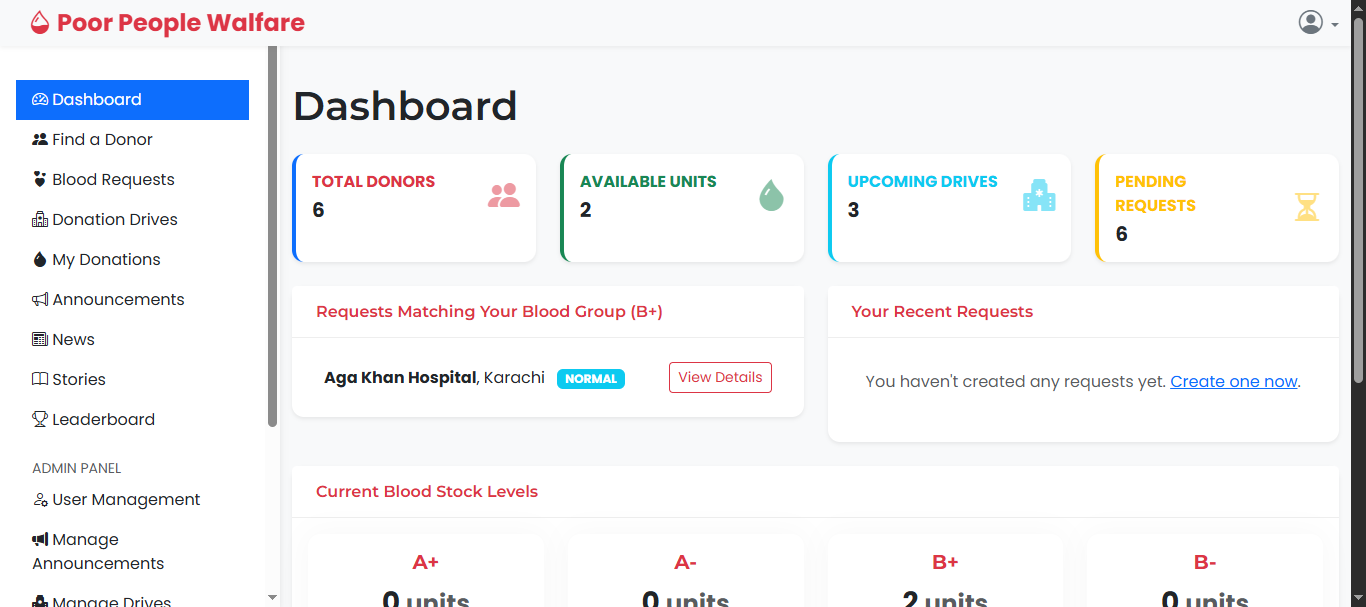 Poor People Walfare
Dashboard
Find a Donor
Blood Requests
Donation Drives
My Donations
Announcements
News
Stories
Leaderboard
ADMIN PANEL
User Management
Manage
Announcements
Manage Drives
Dashboard
TOTAL DONORS
6
AVAILABLE UNITS
2
UPCOMING DRIVES
3
PENDING
REQUESTS
6
Requests Matching Your Blood Group (B+)
Aga Khan Hospital, Karachi NORMAL View Details
Your Recent Requests
You haven't created any requests yet. Create one now.
Current Blood Stock Levels
A+
0 units
A-
0 units
B+
2 units
B-
0 units